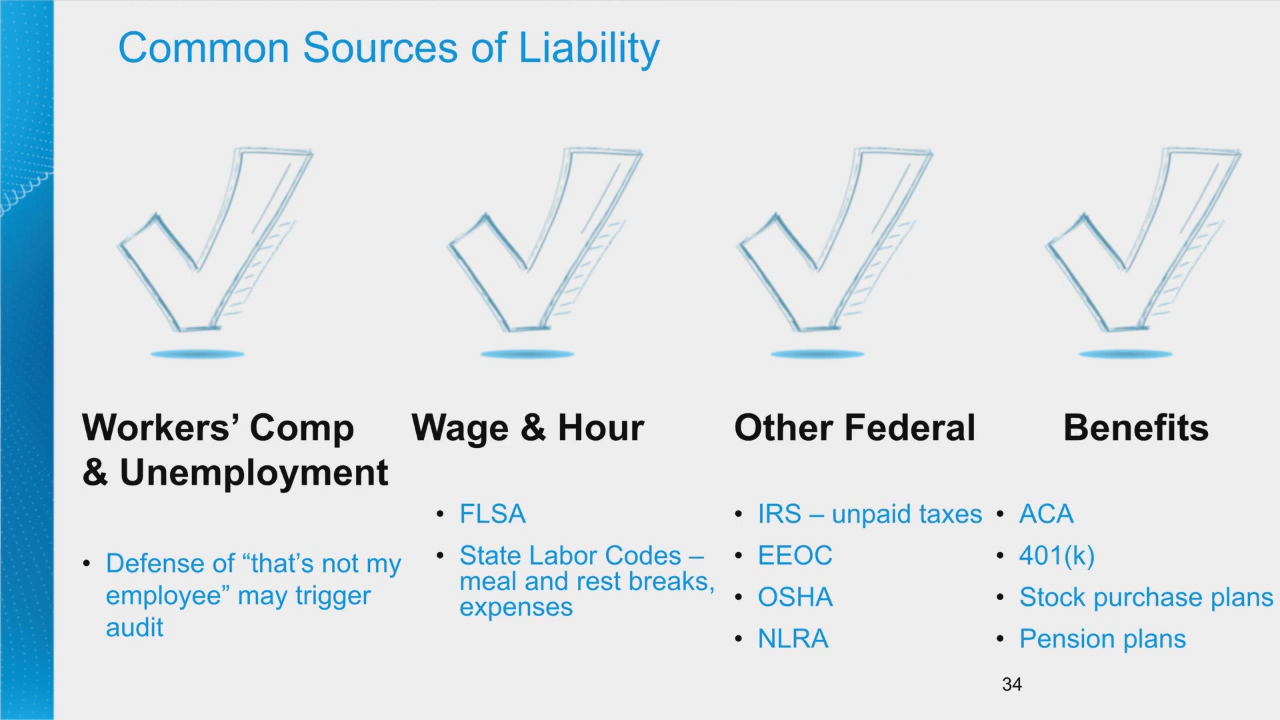 Common Sources of Liability
Workers’ Comp
& Unemployment
• Defense of “that’s not my
employee” may trigger
audit
Wage & Hour
• FLSA
• State Labor Codes –
meal and rest breaks,
expenses
Other Federal
• IRS – unpaid taxes
• EEOC
• OSHA
• NLRA
Benefits
• ACA
• 401(k)
• Stock purchase plans
• Pension plans
34